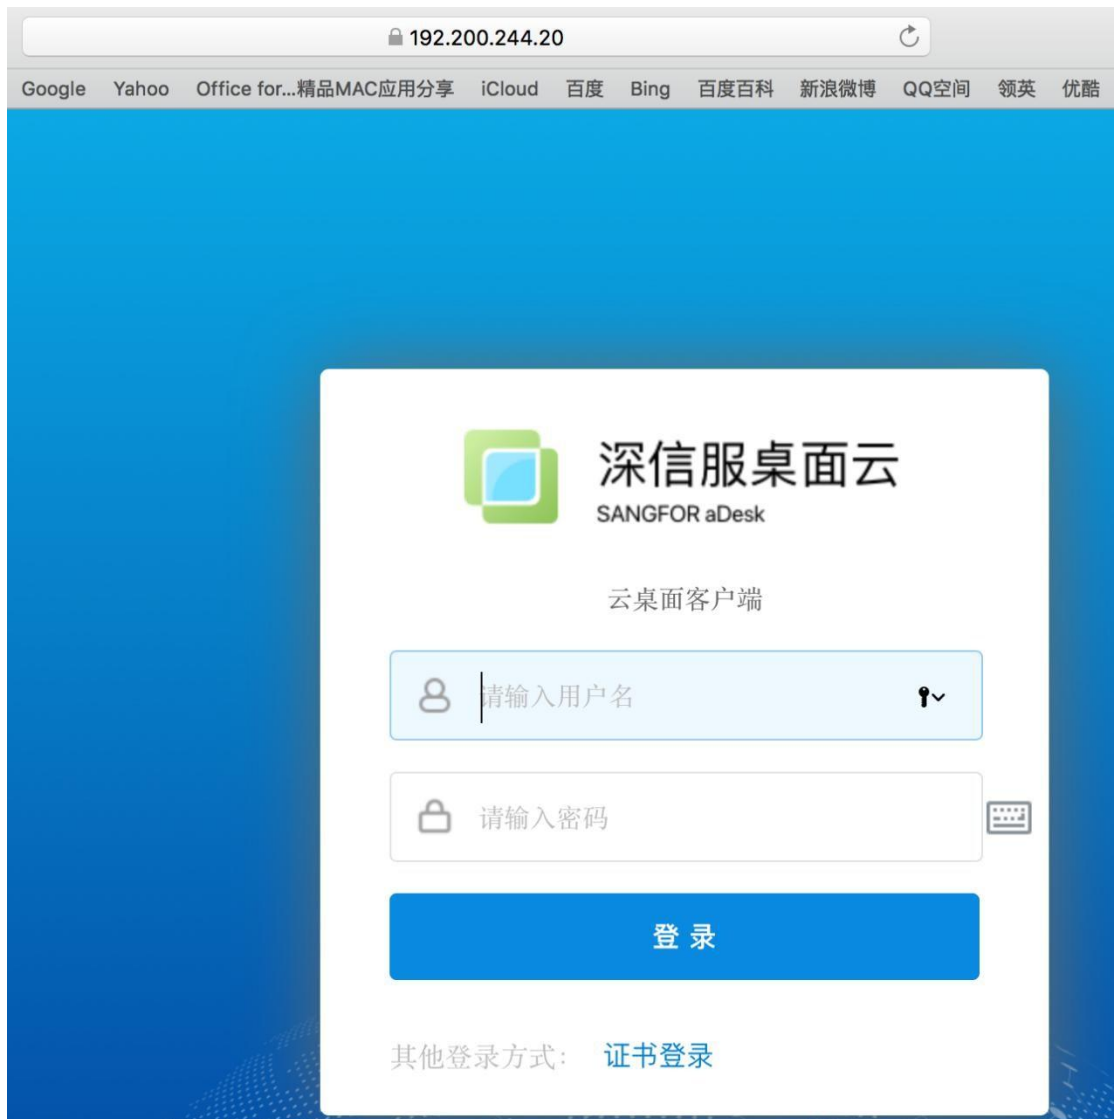 192.200.244.20
Google Yahoo Office for...精品MAC应用分享 iCloud 百度 Bing 百度百科 新浪微博 QQ空间 领英 优酷
深信服桌面云
SANGFOR aDesk
云桌面客户端
请输入用户名
请输入密码
登录
其他登录方式： 证书登录